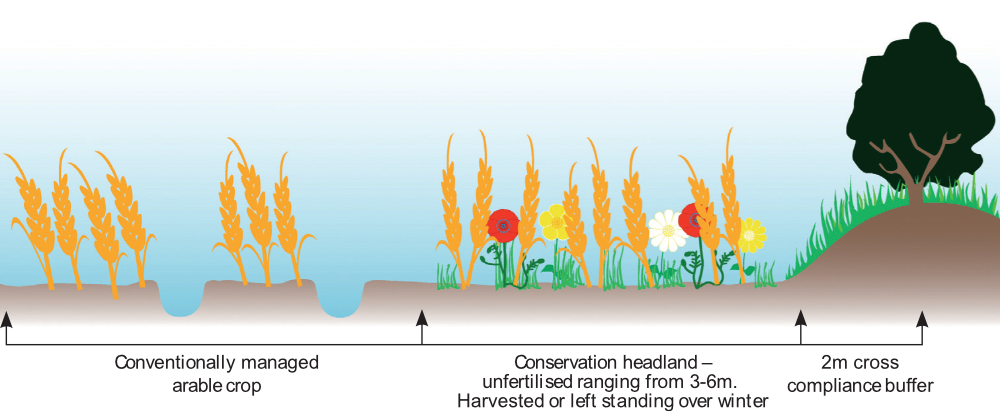 Conventionally managed
arable crop
Conservation headland –
unfertilised ranging from 3-6m.
Harvested or left standing over winter
2m cross
compliance buffer